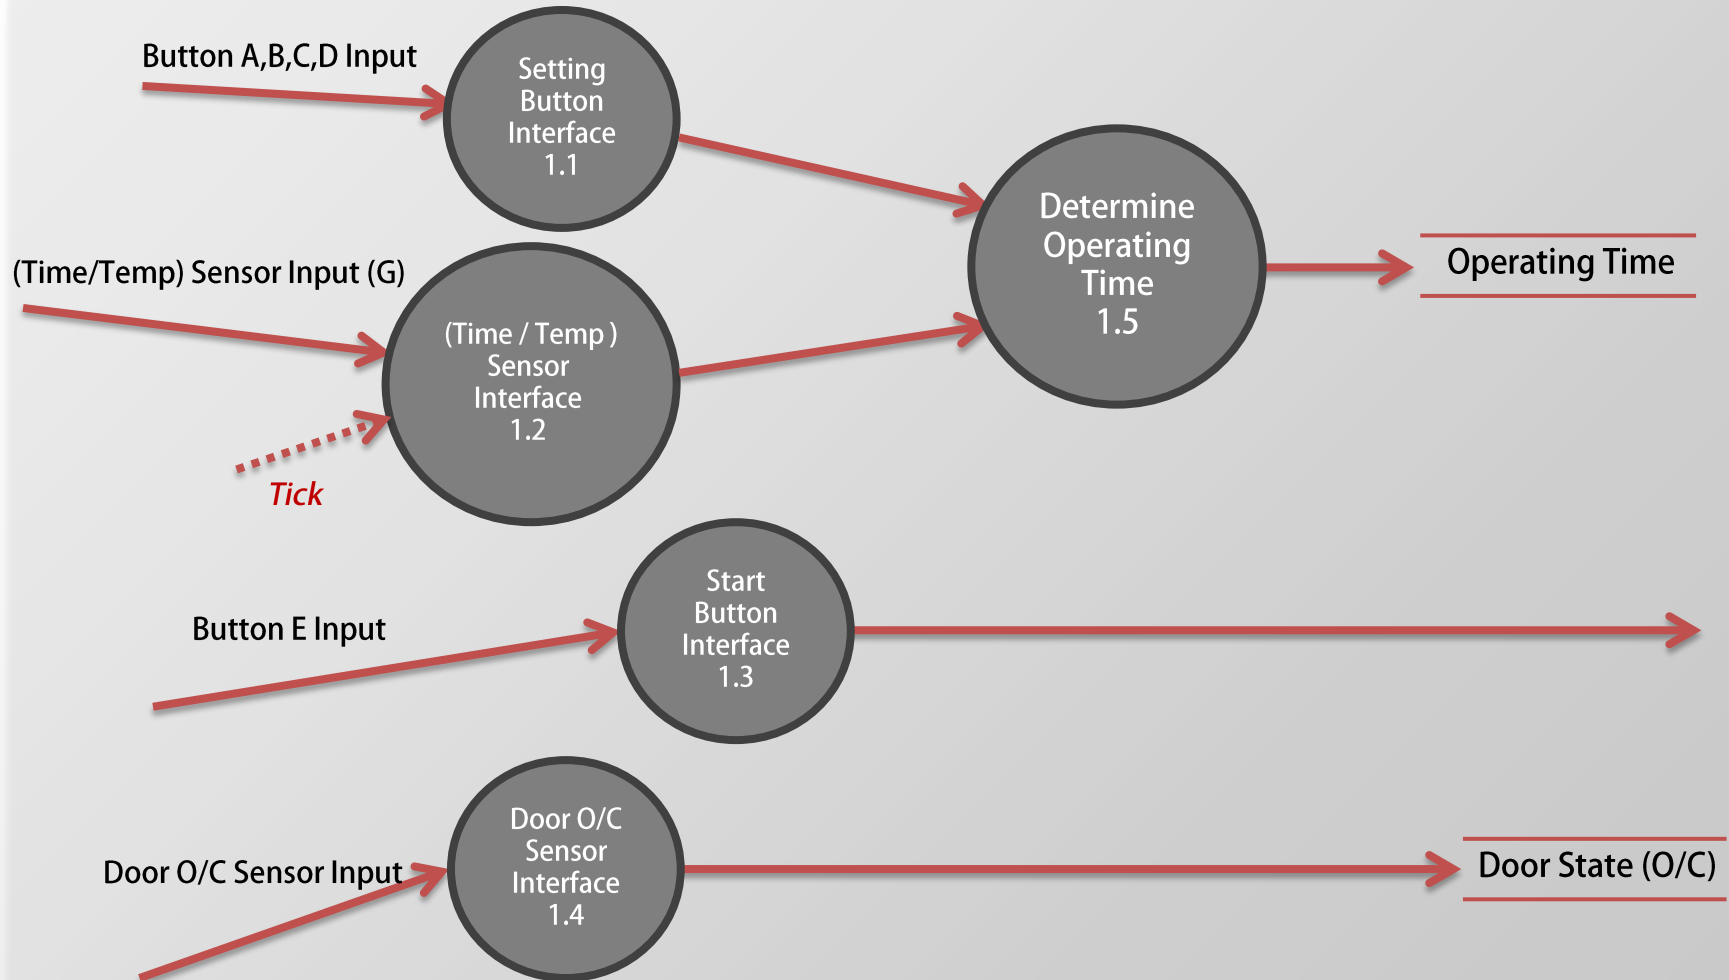 Button A,B,C,D Input
Setting
Button
Interface
1.1
(Time/Temp) Sensor Input (G)
(Time / Temp )
Sensor
Interface
1.2
Tick
Determine
Operating
Time
1.5
Operating Time
Button E Input
Start
Button
Interface
1.3
Door O/C Sensor Input
Door O/C
Sensor
Interface
1.4
Door State (O/C)